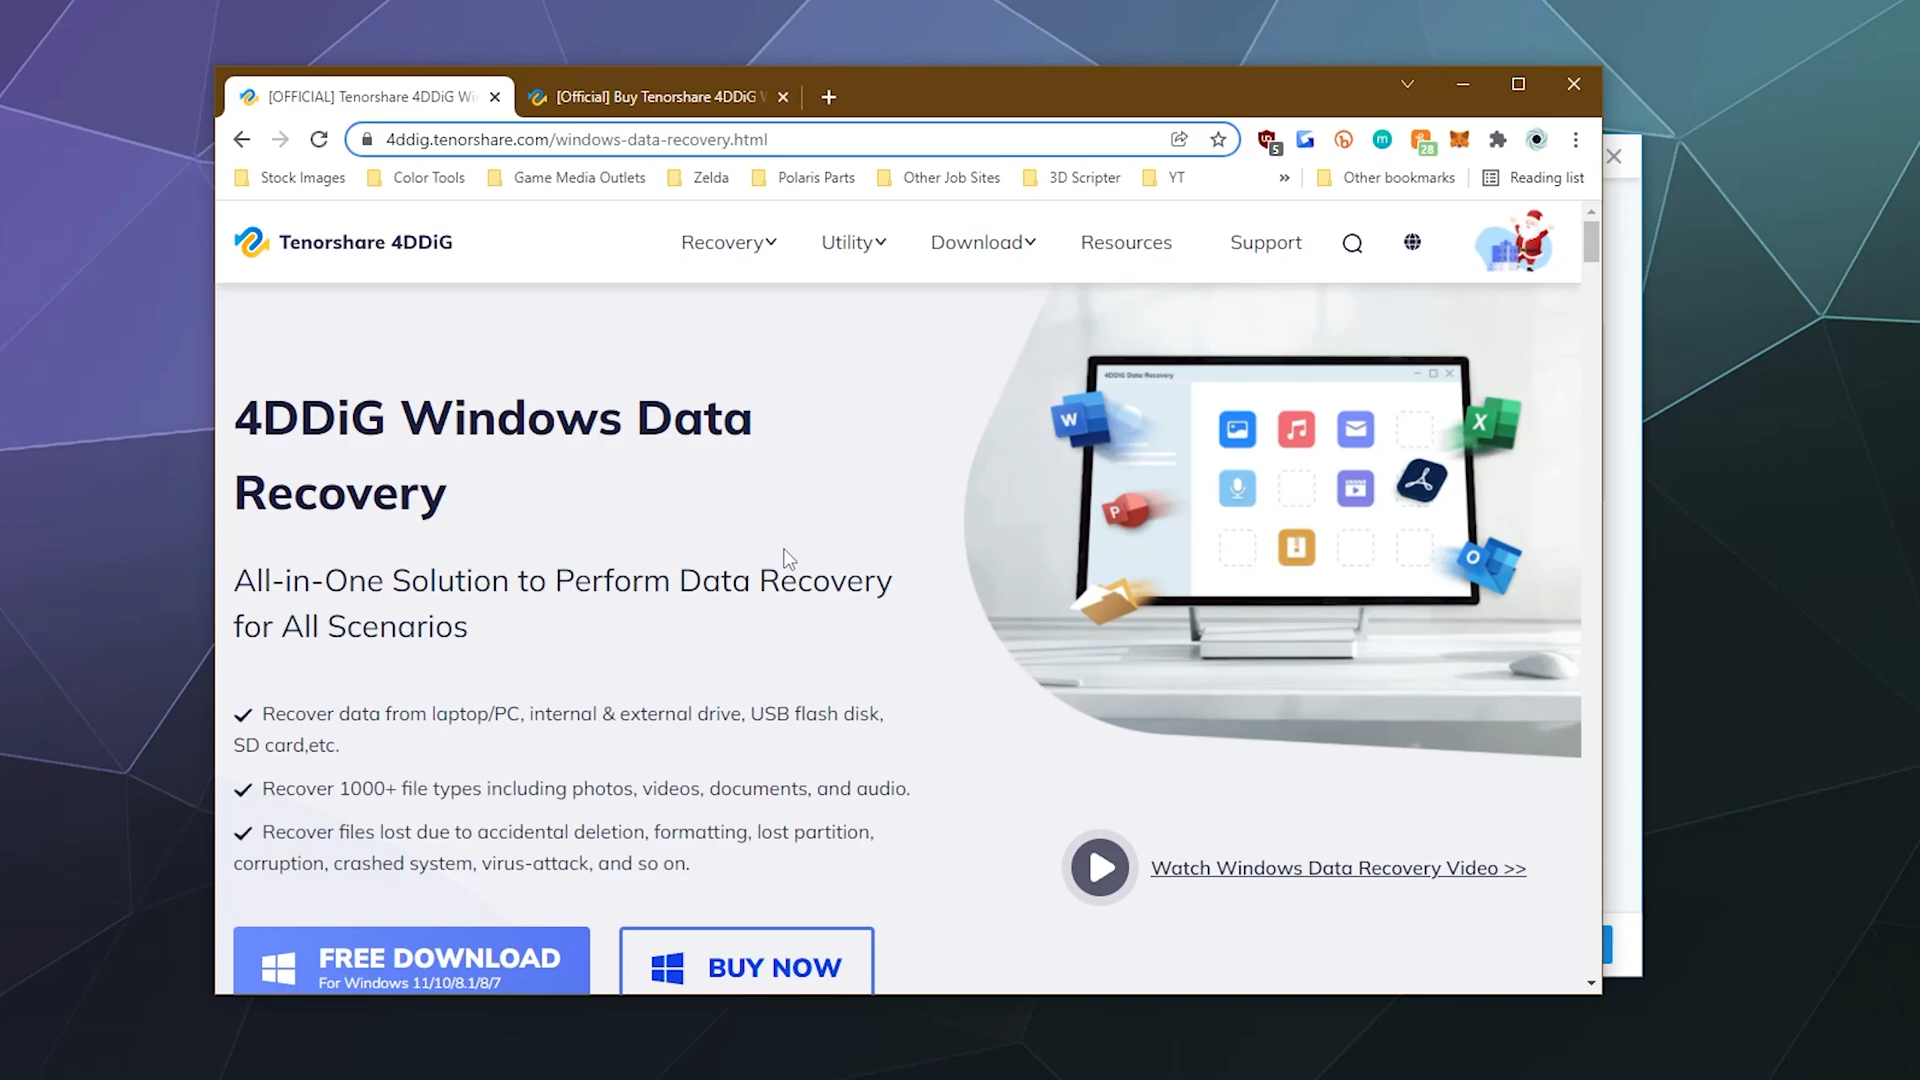 [OFFICIAL] Tenorshare 4DDiG Wi
[Official] Buy Tenorshare 4DDiG
4ddig.tenorshare.com/windows-data-recovery.html
5
28
Stock Images
Color Tools
Game Media Outlets
Zelda
Polaris Parts
Other Job Sites
3D Scripter
YT
»
Other bookmarks
Reading list
Tenorshare 4DDiG
Recovery
Utility
Download
Resources
Support
4DDiG Windows Data
Recovery
All-in-One Solution to Perform Data Recovery
for All Scenarios
Recover data from laptop/PC, internal & external drive, USB flash disk,
SD card,etc.
Recover 1000+ file types including photos, videos, documents, and audio.
Recover files lost due to accidental deletion, formatting, lost partition,
corruption, crashed system, virus-attack, and so on.
FREE DOWNLOAD
For Windows 11/10/8.1/8/7
BUY NOW
4DDiG Data Recovery
W
X
P
O
Watch Windows Data Recovery Video >>